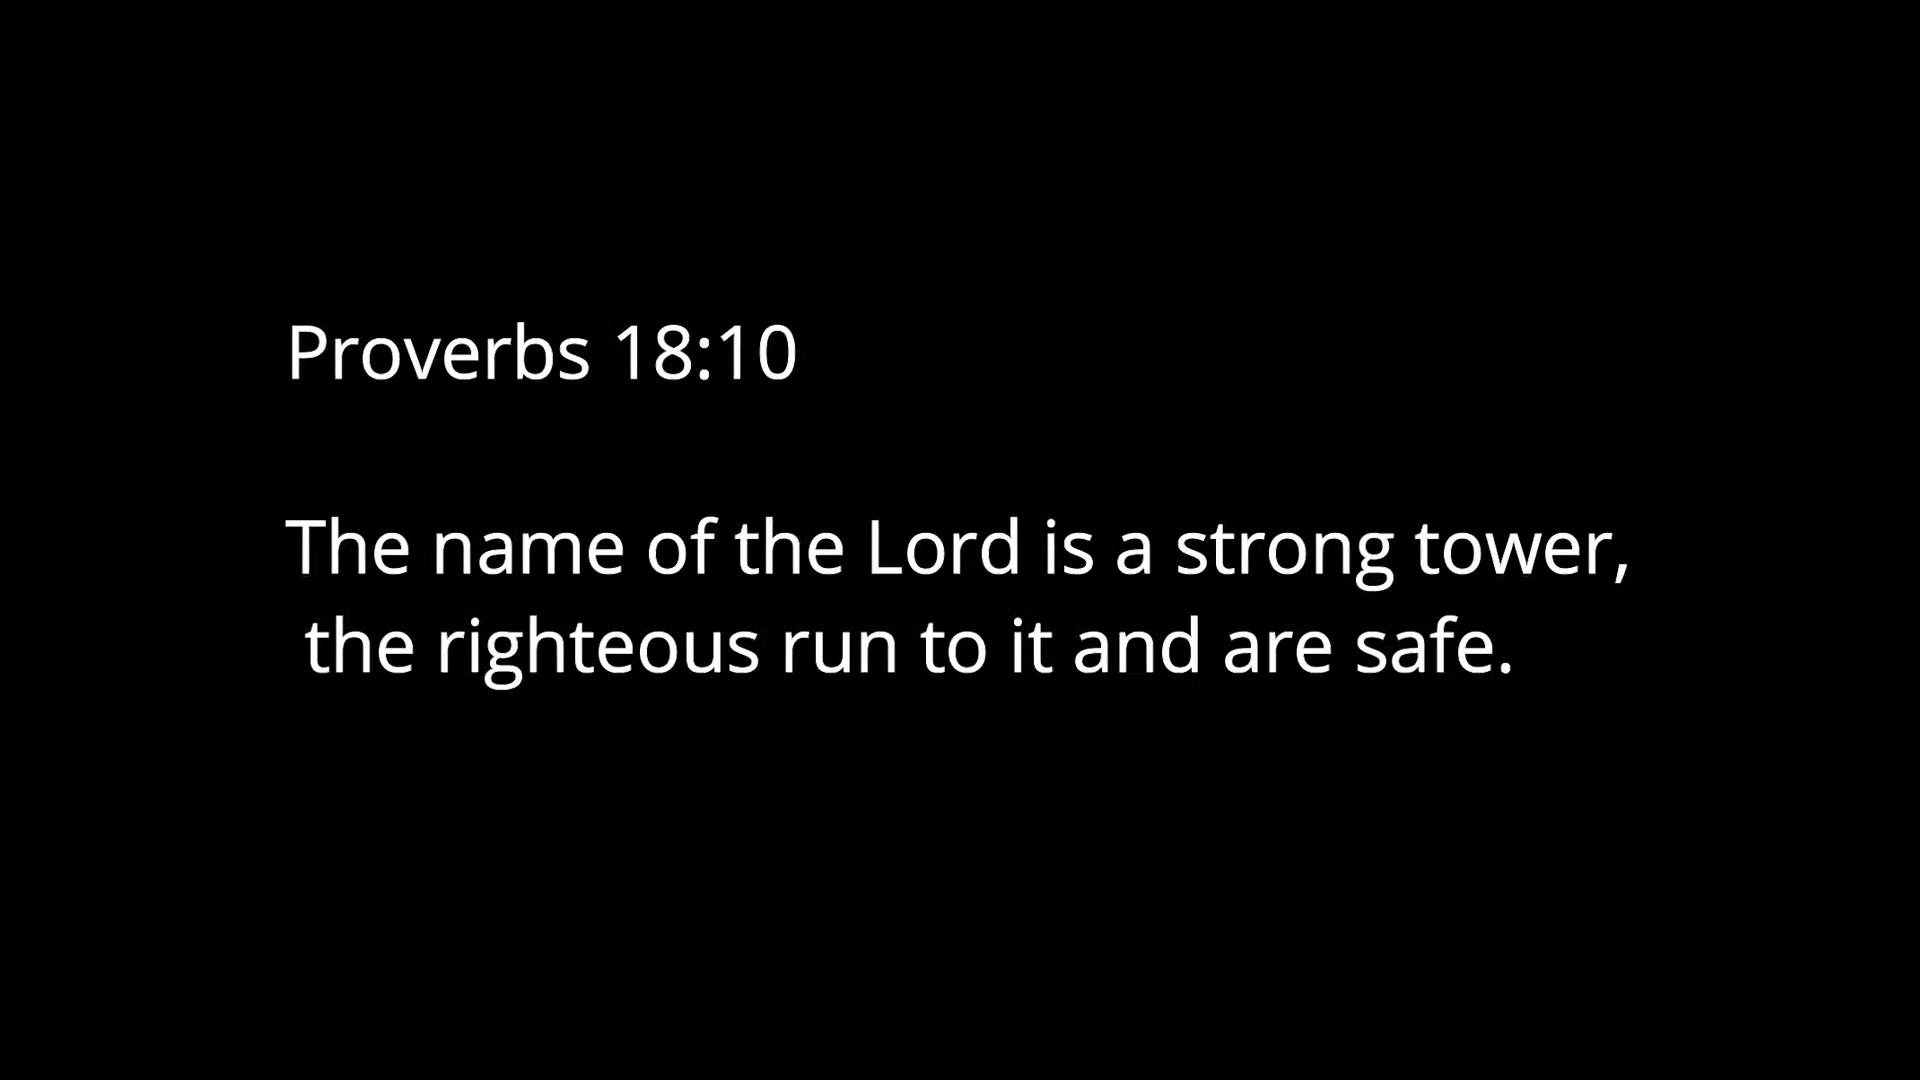 Proverbs 18:10
The name of the Lord is a strong tower,
the righteous run to it and are safe.